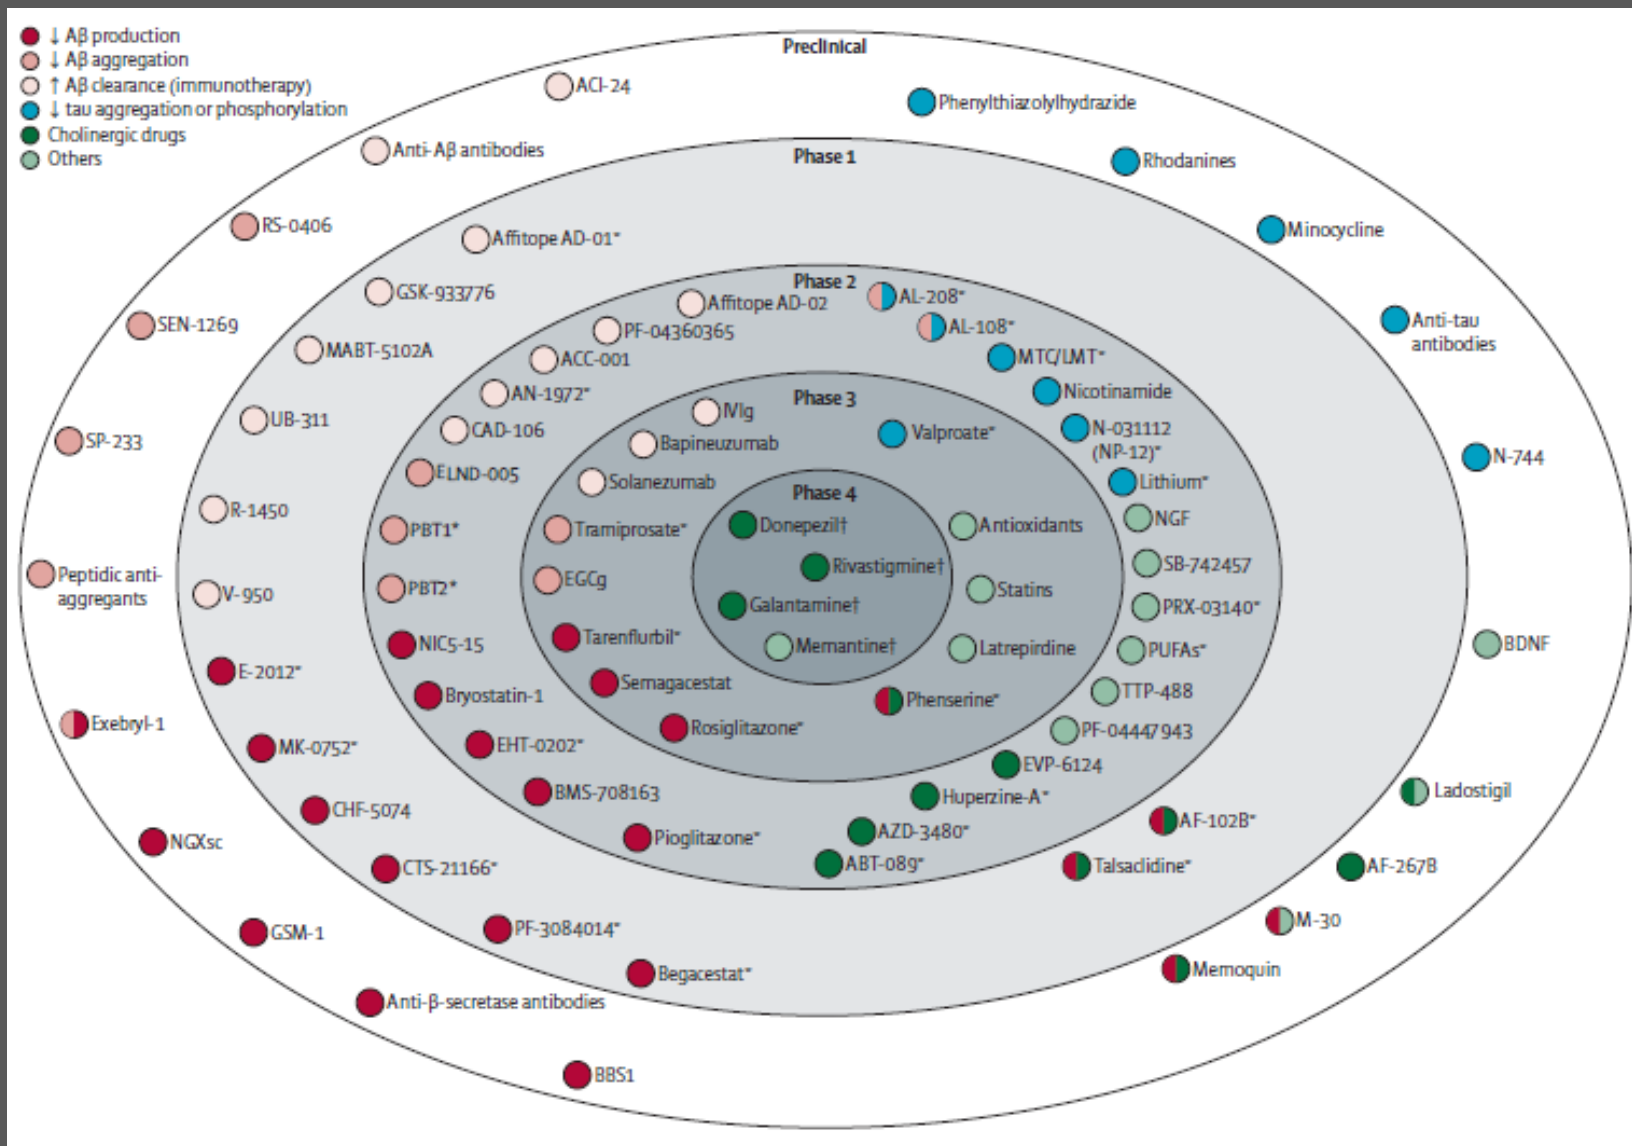 ↓ Aβ production
↓ Aβ aggregation
↑ Aβ clearance (immunotherapy)
↓ tau aggregation or phosphorylation
Cholinergic drugs
Others
Preclinical
ACI-24
Phenylthiazolylhydrazide
Anti-Aβ antibodies
Rhodanines
RS-0406
Minocycline
SEN-1269
Anti-tau
antibodies
SP-233
N-744
Peptidic anti-
aggregants
BDNF
Exebryl-1
Ladostigil
NGXsc
AF-267B
GSM-1
M-30
Memoquin
Anti-β-secretase antibodies
BBS1
Phase 1
Affitope AD-01*
GSK-933776
MABT-5102A
UB-311
R-1450
V-950
E-2012*
MK-0752*
CHF-5074
CTS-21166*
PF-3084014*
Begacestat*
AF-102B*
Talsaclidine*
Phase 2
Affitope AD-02
AL-208*
PF-04360365
AL-108*
ACC-001
MTC/LMT*
AN-1972*
Nicotinamide
CAD-106
N-031112
(NP-12)*
ELND-005
Lithium*
PBT1*
NGF
PBT2*
SB-742457
NIC5-15
PRX-03140*
Bryostatin-1
PUFAs*
EHT-0202*
TTP-488
BMS-708163
PF-04447943
Pioglitazone*
EVP-6124
Huperzine-A*
AZD-3480*
ABT-089*
Phase 3
IVIg
Valproate*
Bapineuzumab
Solanezumab
Tramiprosate*
Antioxidants
EGCg
Statins
Tarenflurbil*
Latrepirdine
Semagacestat
Phenserine*
Rosiglitazone*
Phase 4
Donepezil†
Rivastigmine†
Galantamine†
Memantine†